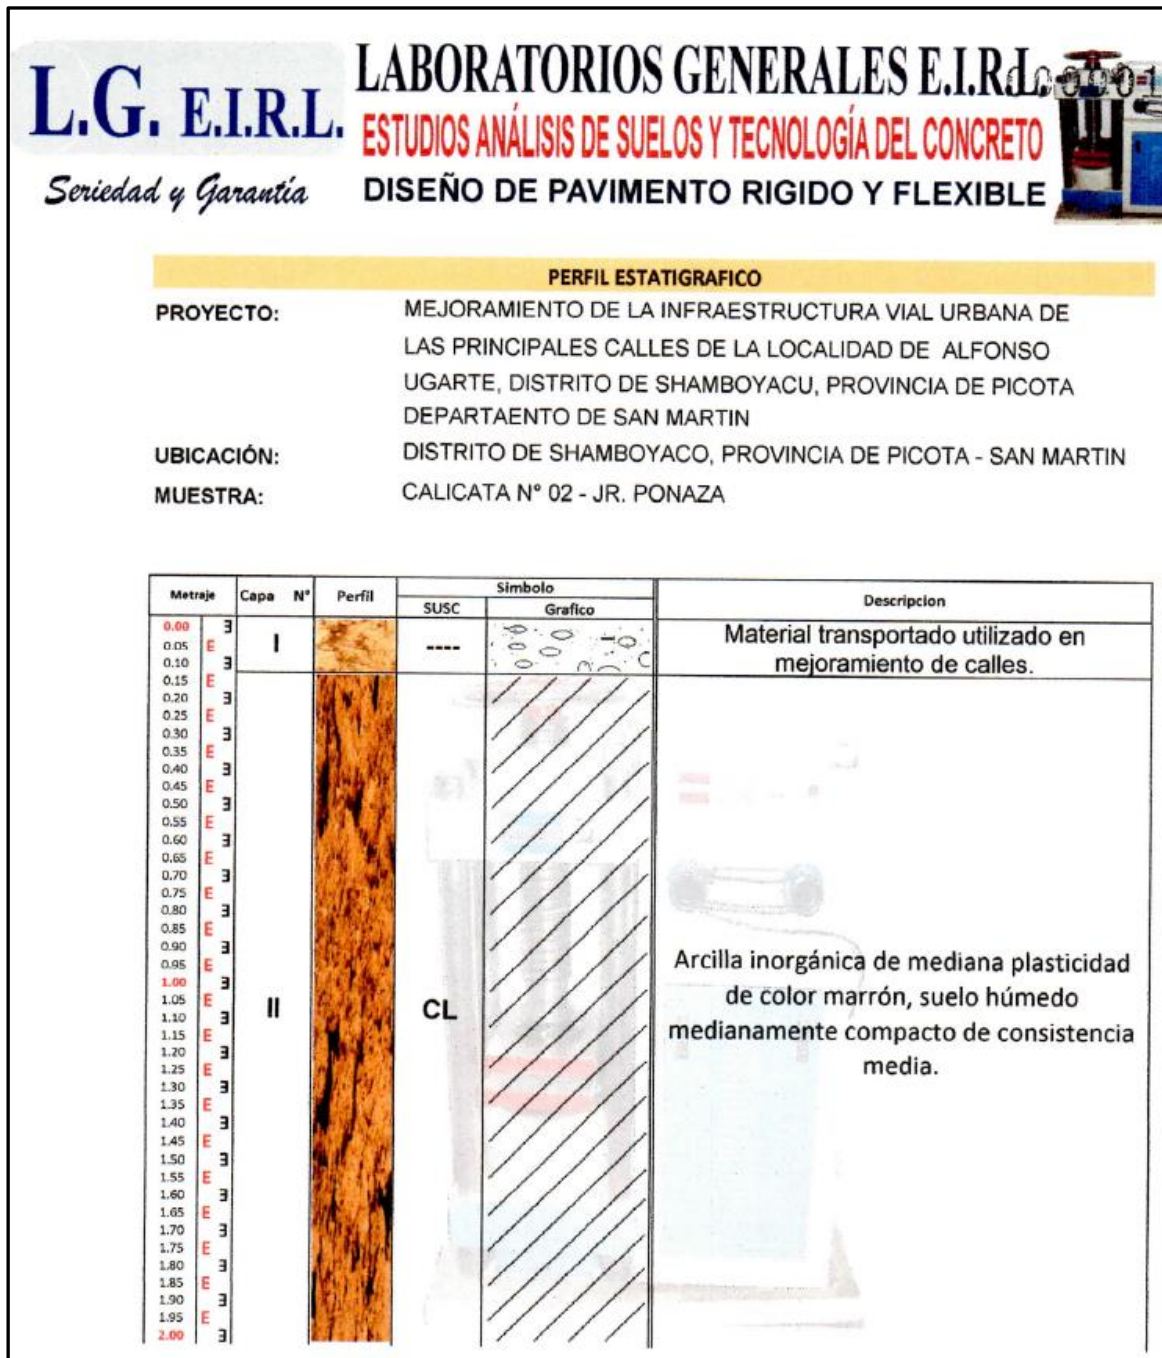 L.G. E.I.R.L.
Seriedad y Garantía
LABORATORIOS GENERALES E.I.R.L.
ESTUDIOS ANÁLISIS DE SUELOS Y TECNOLOGÍA DEL CONCRETO
DISEÑO DE PAVIMENTO RIGIDO Y FLEXIBLE
PERFIL ESTATIGRAFICO
PROYECTO: MEJORAMIENTO DE LA INFRAESTRUCTURA VIAL URBANA DE
LAS PRINCIPALES CALLES DE LA LOCALIDAD DE ALFONSO
UGARTE, DISTRITO DE SHAMBOYACU, PROVINCIA DE PICOTA
DEPARTAENTO DE SAN MARTIN
UBICACIÓN: DISTRITO DE SHAMBOYACO, PROVINCIA DE PICOTA - SAN MARTIN
MUESTRA: CALICATA N° 02 - JR. PONAZA
Metraje Capa N° Perfil Simbolo Descripcion
SUSC Grafico
0.00
0.05
0.10
I ---- Material transportado utilizado en
mejoramiento de calles.
0.15
0.20
0.25
0.30
0.35
0.40
0.45
0.50
0.55
0.60
0.65
0.70
0.75
0.80
0.85
0.90
0.95
1.00
1.05
1.10
1.15
1.20
1.25
1.30
1.35
1.40
1.45
1.50
1.55
1.60
1.65
1.70
1.75
1.80
1.85
1.90
1.95
2.00
II CL Arcilla inorgánica de mediana plasticidad
de color marrón, suelo húmedo
medianamente compacto de consistencia
media.